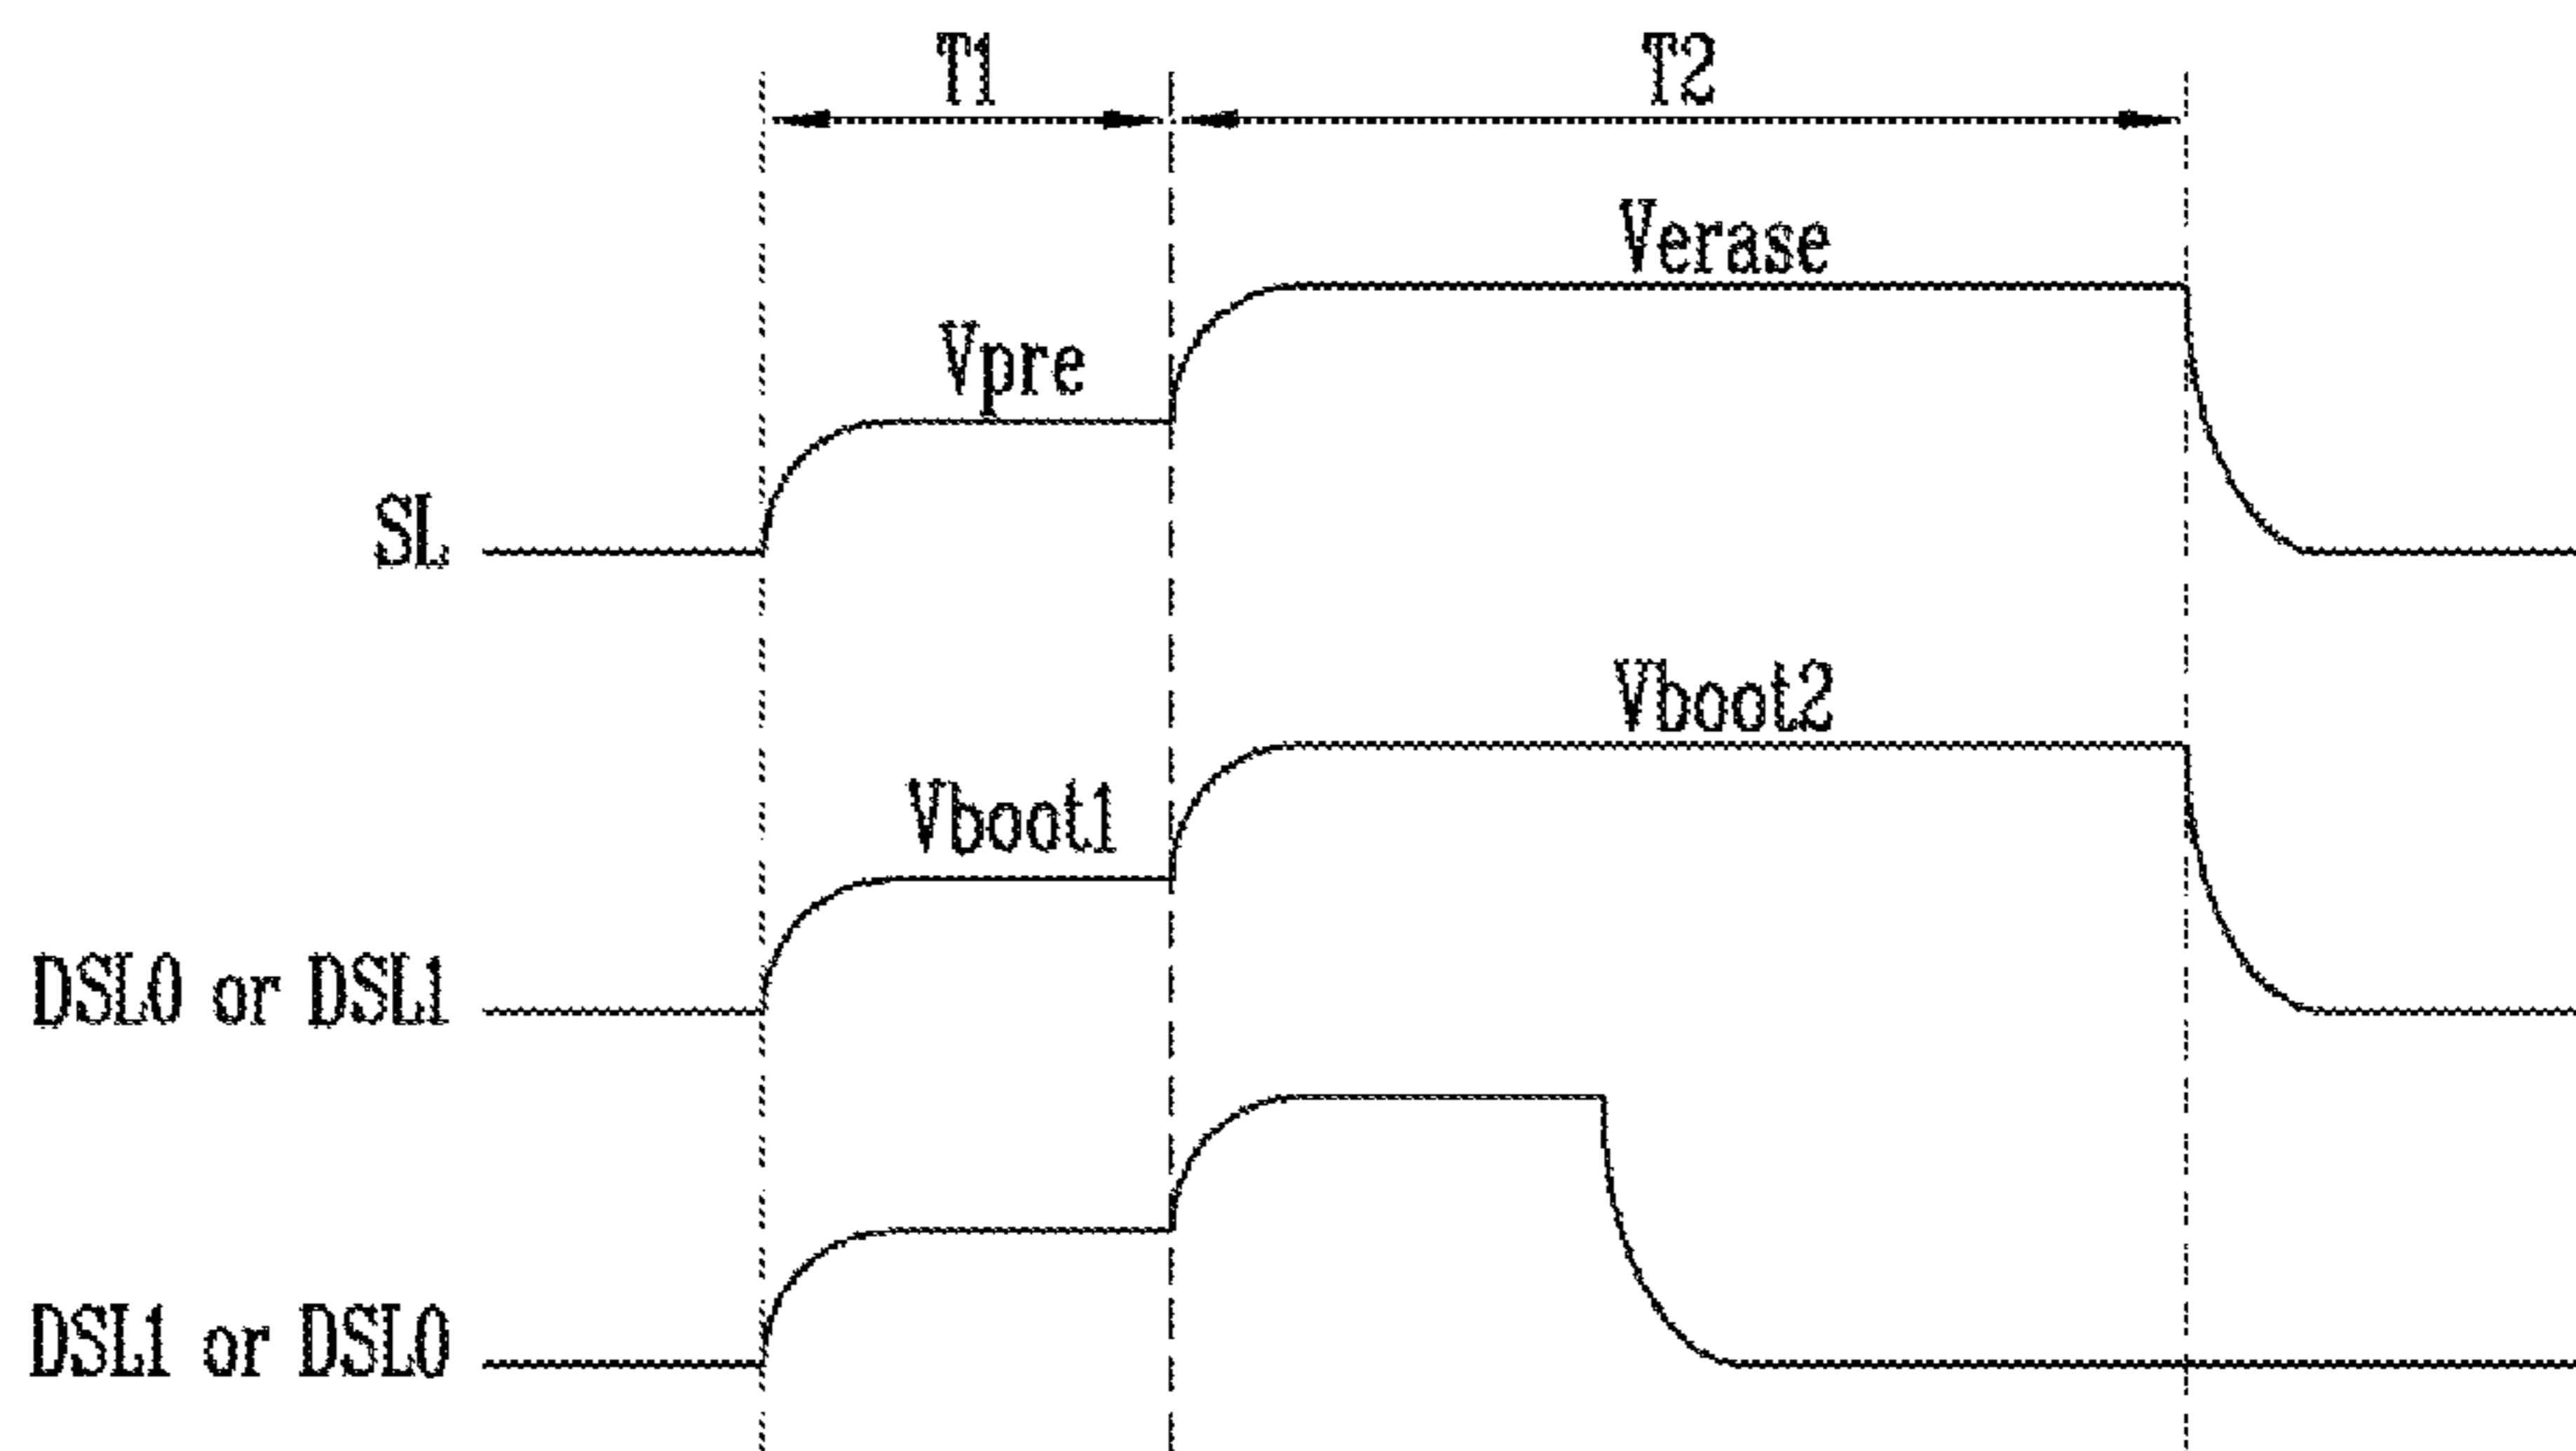 T1
T2
Verase
Vpre
SL
Vboot2
Vboot1
DSL0 or DSL1
DSL1 or DSL0